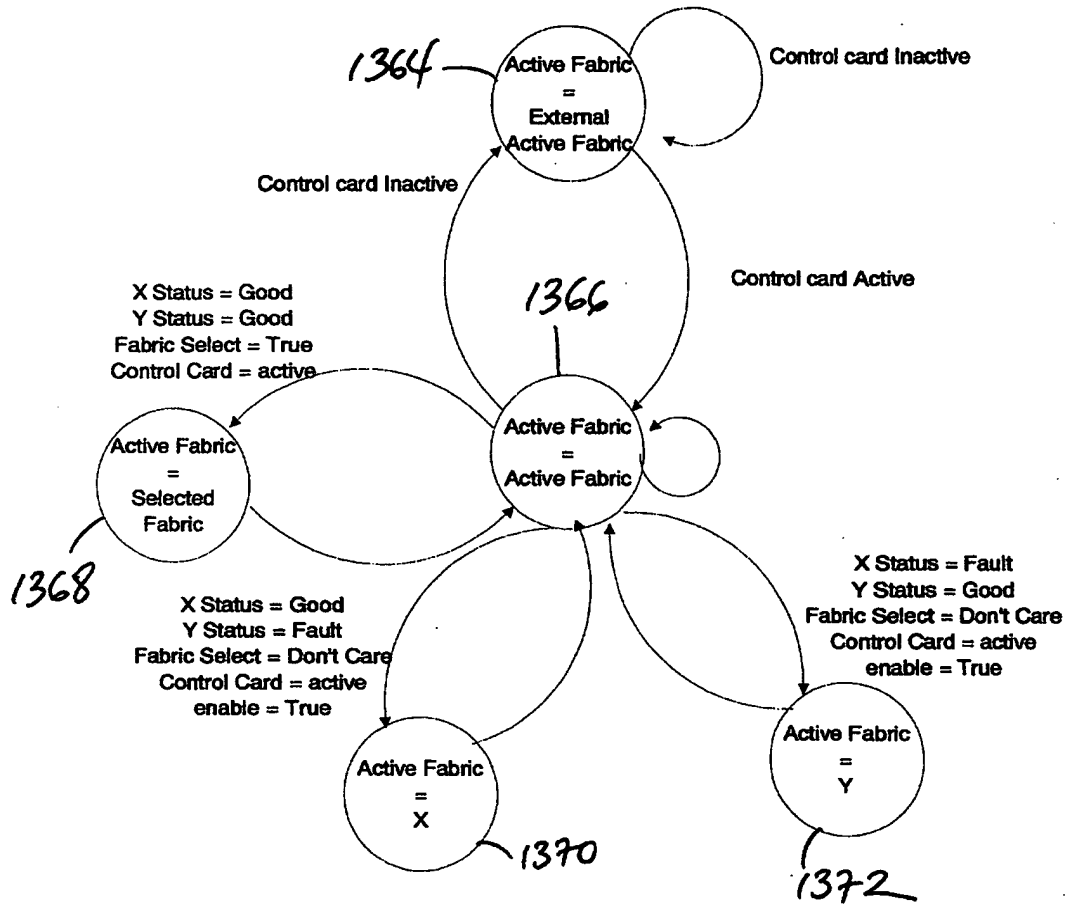 1364
Active Fabric
=
External
Active Fabric
Control card Inactive
Control card Inactive
Control card Active
1366
X Status = Good
Y Status = Good
Fabric Select = True
Control Card = active
Active Fabric
=
Active Fabric
Active Fabric
=
Selected
Fabric
1368
X Status = Good
Y Status = Fault
Fabric Select = Don't Care
Control Card = active
enable = True
X Status = Fault
Y Status = Good
Fabric Select = Don't Care
Control Card = active
enable = True
Active Fabric
=
X
1370
Active Fabric
=
Y
1372